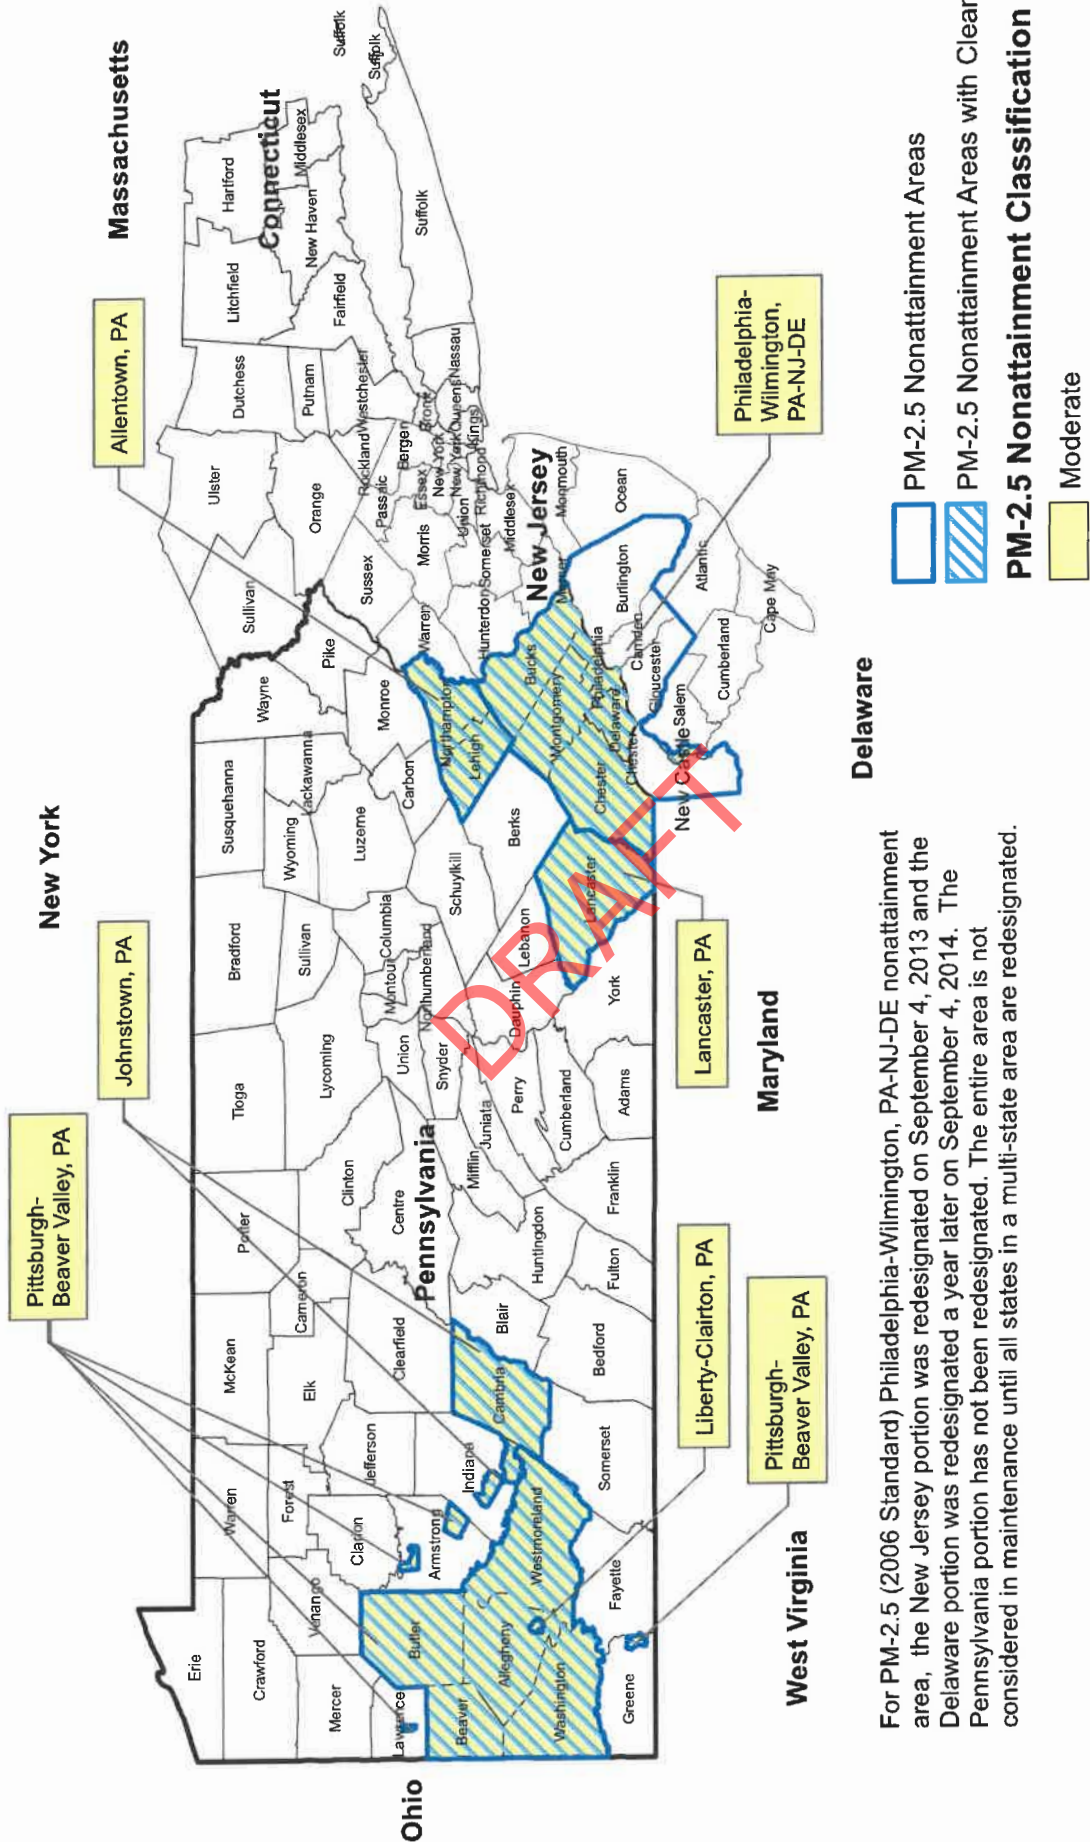 Pittsburgh-
Beaver Valley, PA
Johnstown, PA
New York
Allentown, PA
Massachusetts
Ohio
Erie
Crawford
Mercer
Lawrence
Warren
Forest
Venango
Clarion
Butler
Beaver
Allegheny
Washington
Greene
Fayette
Westmoreland
Armstrong
Indiana
Jefferson
McKean
Elk
Cameron
Potter
Clearfield
Cambria
Somerset
Bedford
Blair
Huntingdon
Fulton
Franklin
Centre
Clinton
Pennsylvania
Tioga
Lycoming
Union
Snyder
Mifflin
Juniata
Perry
Cumberland
Adams
York
Dauphin
Lebanon
Northumberland
Montour
Columbia
Bradford
Sullivan
Susquehanna
Wyoming
Lackawanna
Luzerne
Schuylkill
Carbon
Berks
Lancaster
Wayne
Pike
Monroe
Northampton
Lehigh
Bucks
Montgomery
Philadelphia
Delaware
Chester
Chester
New Castle
Salem
Gloucester
Camden
Cumberland
Cape May
Atlantic
Burlington
Ocean
Monmouth
Mercer
New Jersey
Middlesex
Somerset
Hunterdon
Warren
Sussex
Morris
Union
Essex
Passaic
Bergen
Richmond
Kings
Queens
New York
New York
Bronx
Nassau
Suffolk
Suffolk
Suffolk
Rockland
Westchester
Putnam
Orange
Sullivan
Ulster
Dutchess
Litchfield
Hartford
Connecticut
Middlesex
New Haven
Fairfield
DRAFT
West Virginia
Pittsburgh-
Beaver Valley, PA
Liberty-Clairton, PA
Maryland
Lancaster, PA
Delaware
Philadelphia-
Wilmington,
PA-NJ-DE
For PM-2.5 (2006 Standard) Philadelphia-Wilmington, PA-NJ-DE nonattainment
area, the New Jersey portion was redesignated on September 4, 2013 and the
Delaware portion was redesignated a year later on September 4, 2014. The
Pennsylvania portion has not been redesignated. The entire area is not
considered in maintenance until all states in a multi-state area are redesignated.
PM-2.5 Nonattainment Areas
PM-2.5 Nonattainment Areas with Clear
PM-2.5 Nonattainment Classification
Moderate